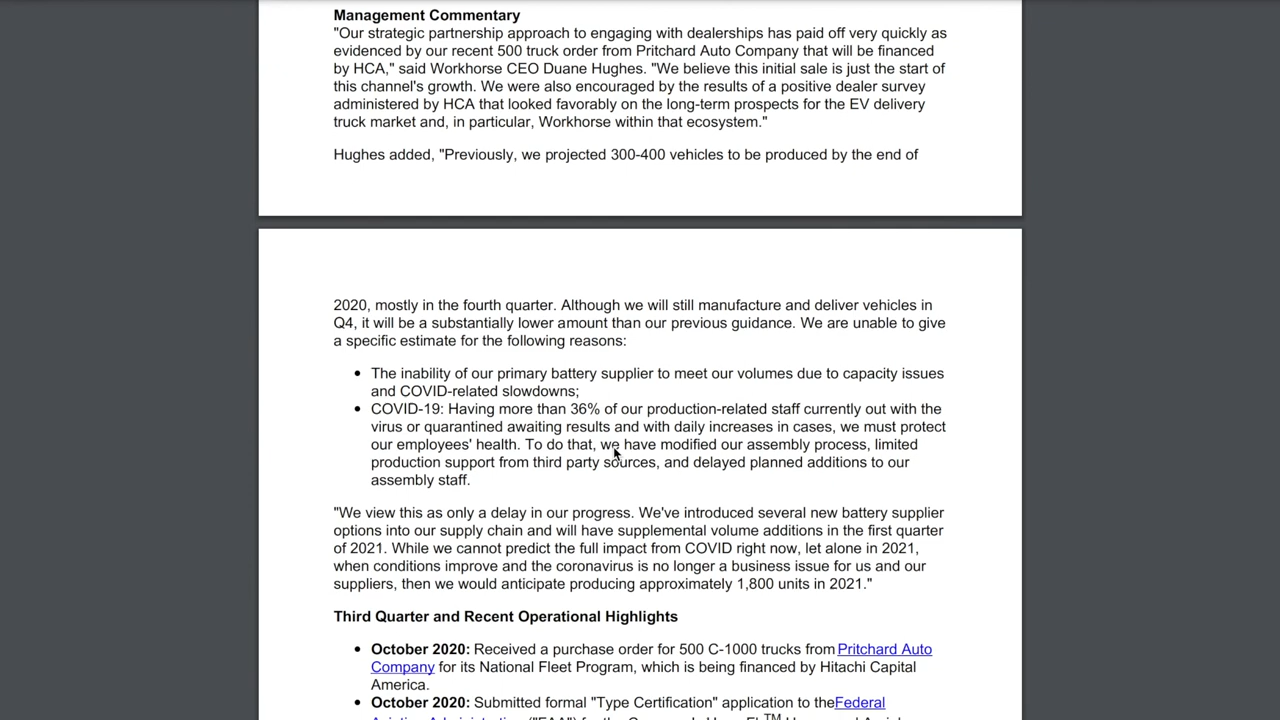 Management Commentary
"Our strategic partnership approach to engaging with dealerships has paid off very quickly as
evidenced by our recent 500 truck order from Pritchard Auto Company that will be financed
by HCA," said Workhorse CEO Duane Hughes. "We believe this initial sale is just the start of
this channel's growth. We were also encouraged by the results of a positive dealer survey
administered by HCA that looked favorably on the long-term prospects for the EV delivery
truck market and, in particular, Workhorse within that ecosystem."
Hughes added, "Previously, we projected 300-400 vehicles to be produced by the end of
2020, mostly in the fourth quarter. Although we will still manufacture and deliver vehicles in
Q4, it will be a substantially lower amount than our previous guidance. We are unable to give
a specific estimate for the following reasons:
• The inability of our primary battery supplier to meet our volumes due to capacity issues
and COVID-related slowdowns;
• COVID-19: Having more than 36% of our production-related staff currently out with the
virus or quarantined awaiting results and with daily increases in cases, we must protect
our employees' health. To do that, we have modified our assembly process, limited
production support from third party sources, and delayed planned additions to our
assembly staff.
"We view this as only a delay in our progress. We've introduced several new battery supplier
options into our supply chain and will have supplemental volume additions in the first quarter
of 2021. While we cannot predict the full impact from COVID right now, let alone in 2021,
when conditions improve and the coronavirus is no longer a business issue for us and our
suppliers, then we would anticipate producing approximately 1,800 units in 2021."
Third Quarter and Recent Operational Highlights
• October 2020: Received a purchase order for 500 C-1000 trucks from Pritchard Auto
Company for its National Fleet Program, which is being financed by Hitachi Capital
America.
• October 2020: Submitted formal "Type Certification" application to theFederal